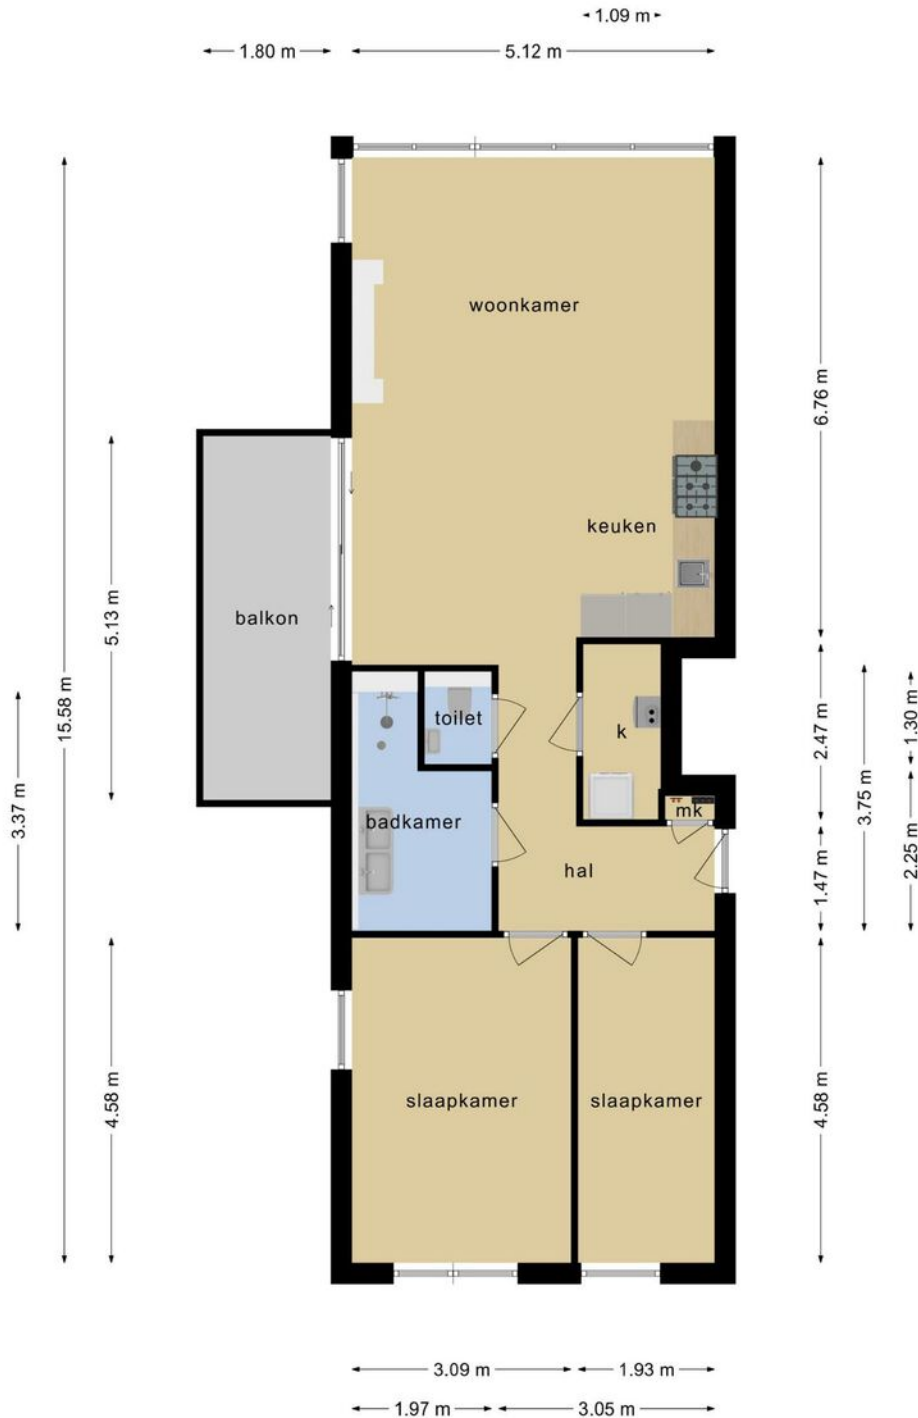 1.09 m
1.80 m
5.12 m
woonkamer
6.76 m
keuken
balkon
5.13 m
15.58 m
toilet
k
2.47 m
1.30 m
3.37 m
3.75 m
mk
badkamer
hal
1.47 m
2.25 m
slaapkamer
slaapkamer
4.58 m
4.58 m
3.09 m
1.93 m
1.97 m
3.05 m